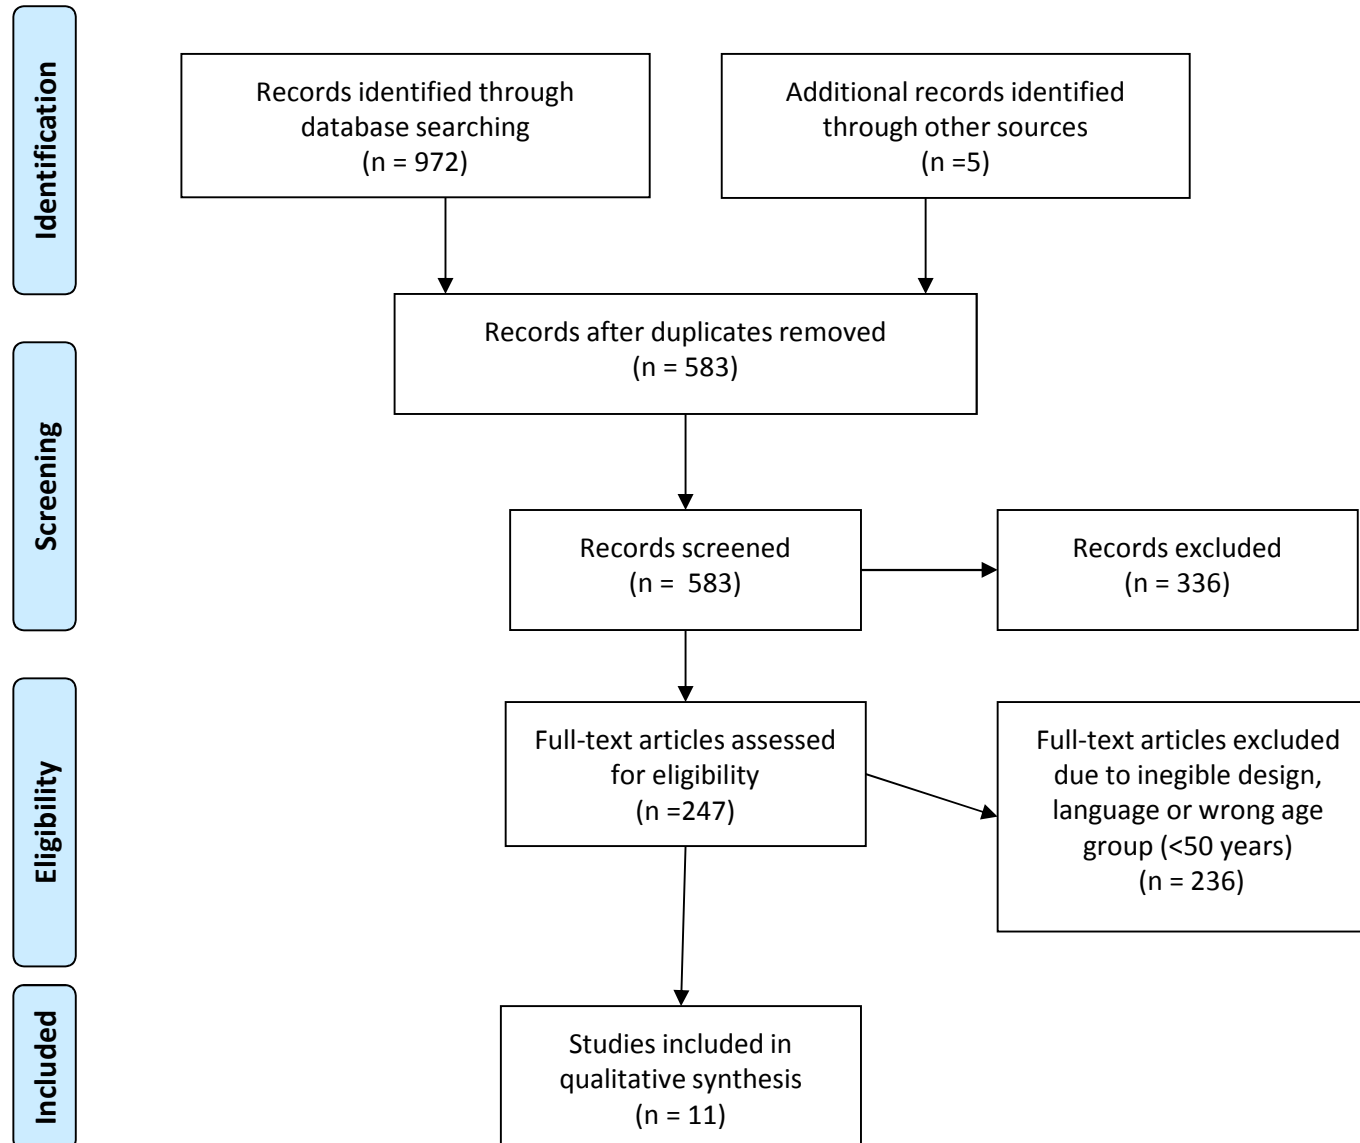 Identification
Records identified through
database searching
(n = 972)
Additional records identified
through other sources
(n =5)
Records after duplicates removed
(n = 583)
Screening
Records screened
(n =  583)
Records excluded
(n = 336)
Eligibility
Full-text articles assessed
for eligibility
(n =247)
Full-text articles excluded
due to inegible design,
language or wrong age
group (<50 years)
(n = 236)
Included
Studies included in
qualitative synthesis
(n = 11)